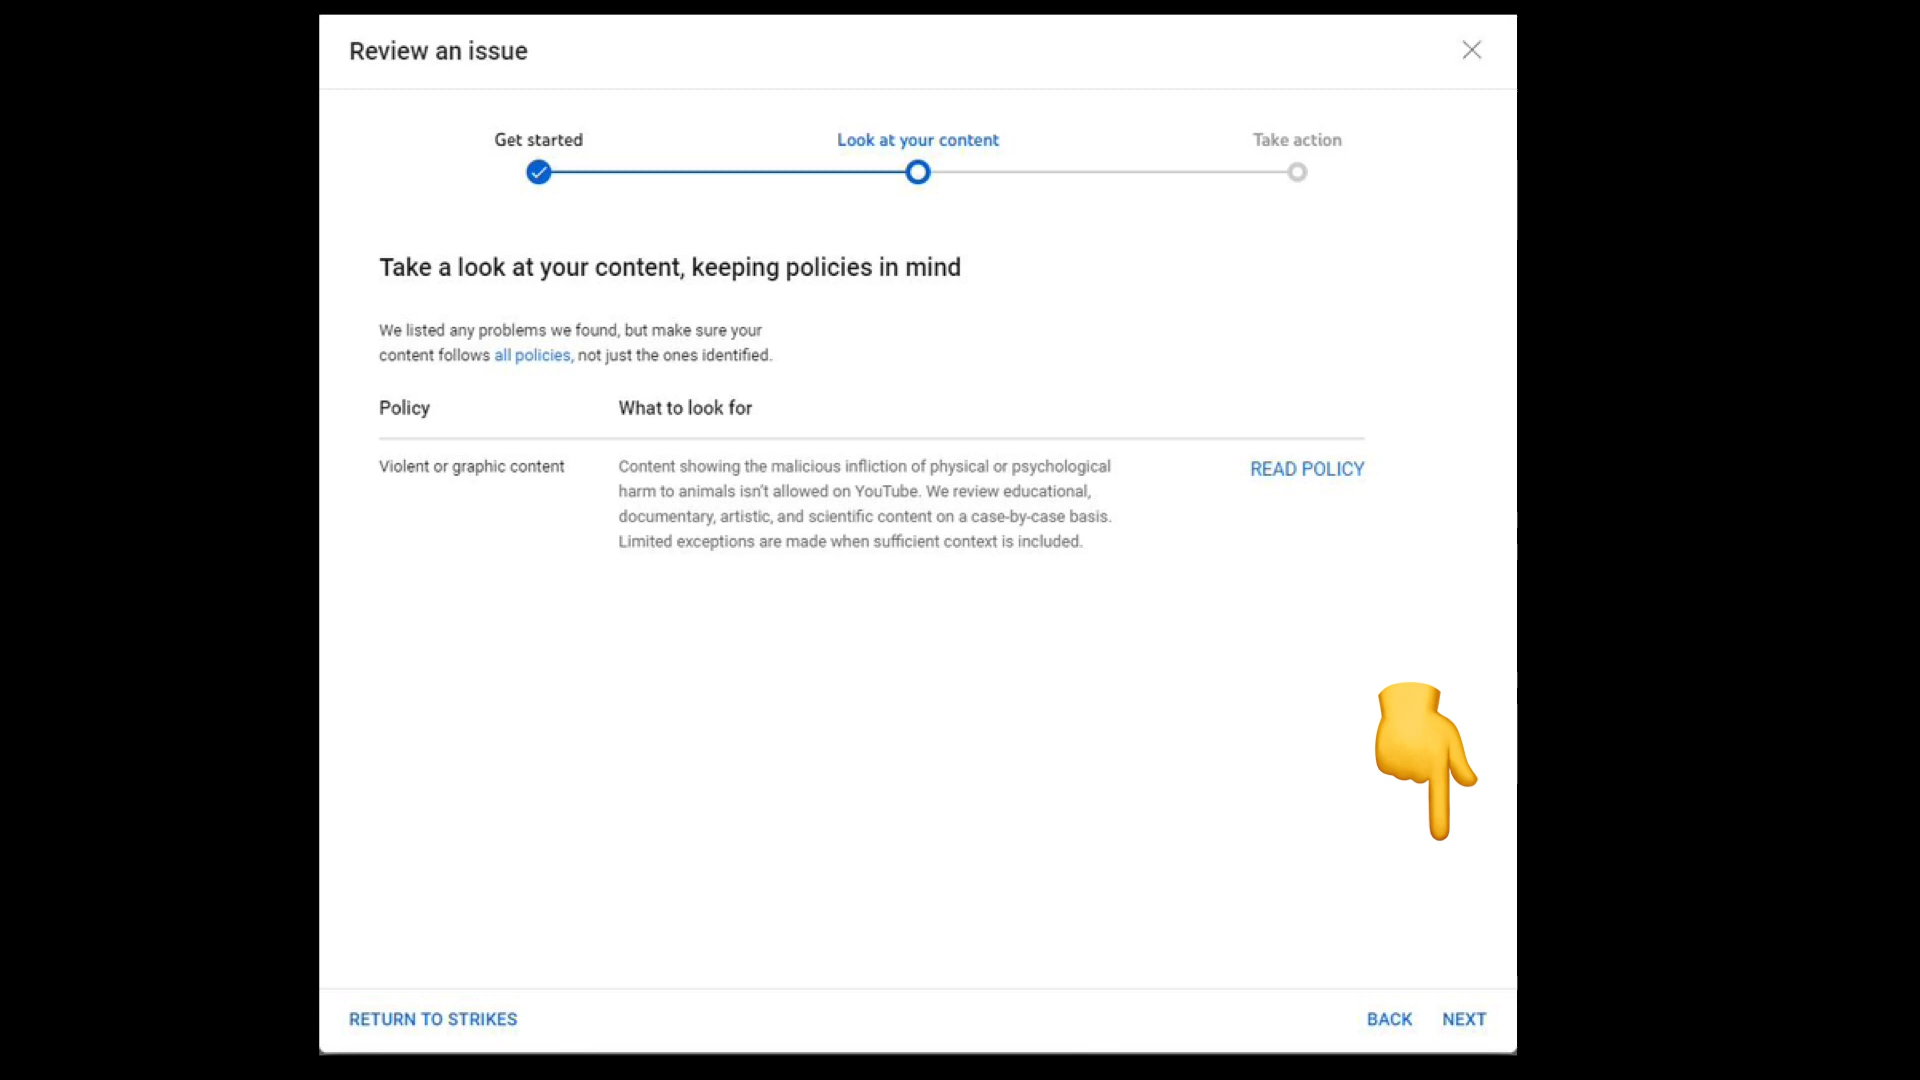 Review an issue
Get started
Look at your content
Take action
Take a look at your content, keeping policies in mind
We listed any problems we found, but make sure your
content follows all policies, not just the ones identified.
Policy
What to look for
Violent or graphic content
Content showing the malicious infliction of physical or psychological
harm to animals isn't allowed on YouTube. We review educational,
documentary, artistic, and scientific content on a case-by-case basis.
Limited exceptions are made when sufficient context is included.
READ POLICY
RETURN TO STRIKES
BACK
NEXT